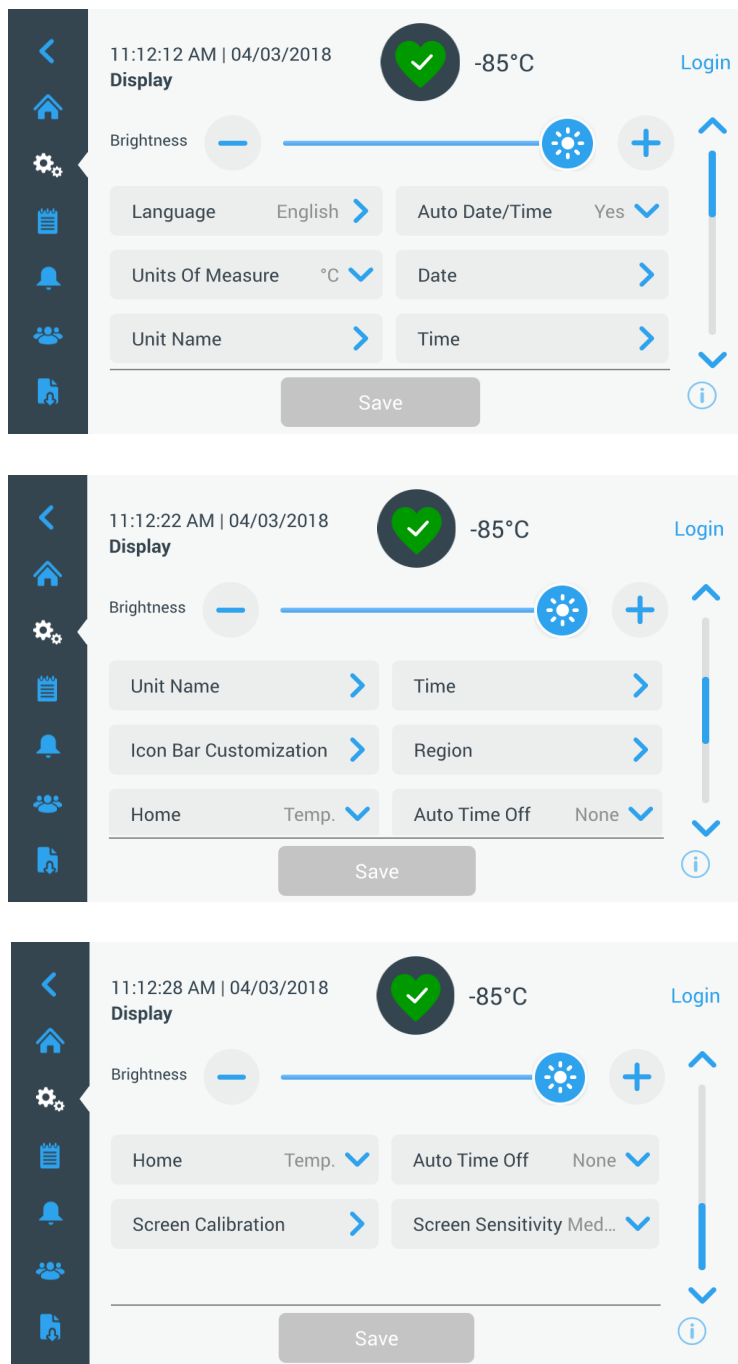 11:12:12 AM | 04/03/2018
Display
-85°C
Login
Brightness
Language English
Auto Date/Time Yes
Units Of Measure °C
Date
Unit Name
Time
Save
11:12:22 AM | 04/03/2018
Display
-85°C
Login
Brightness
Unit Name
Time
Icon Bar Customization
Region
Home Temp.
Auto Time Off None
Save
11:12:28 AM | 04/03/2018
Display
-85°C
Login
Brightness
Home Temp.
Auto Time Off None
Screen Calibration
Screen Sensitivity Med...
Save